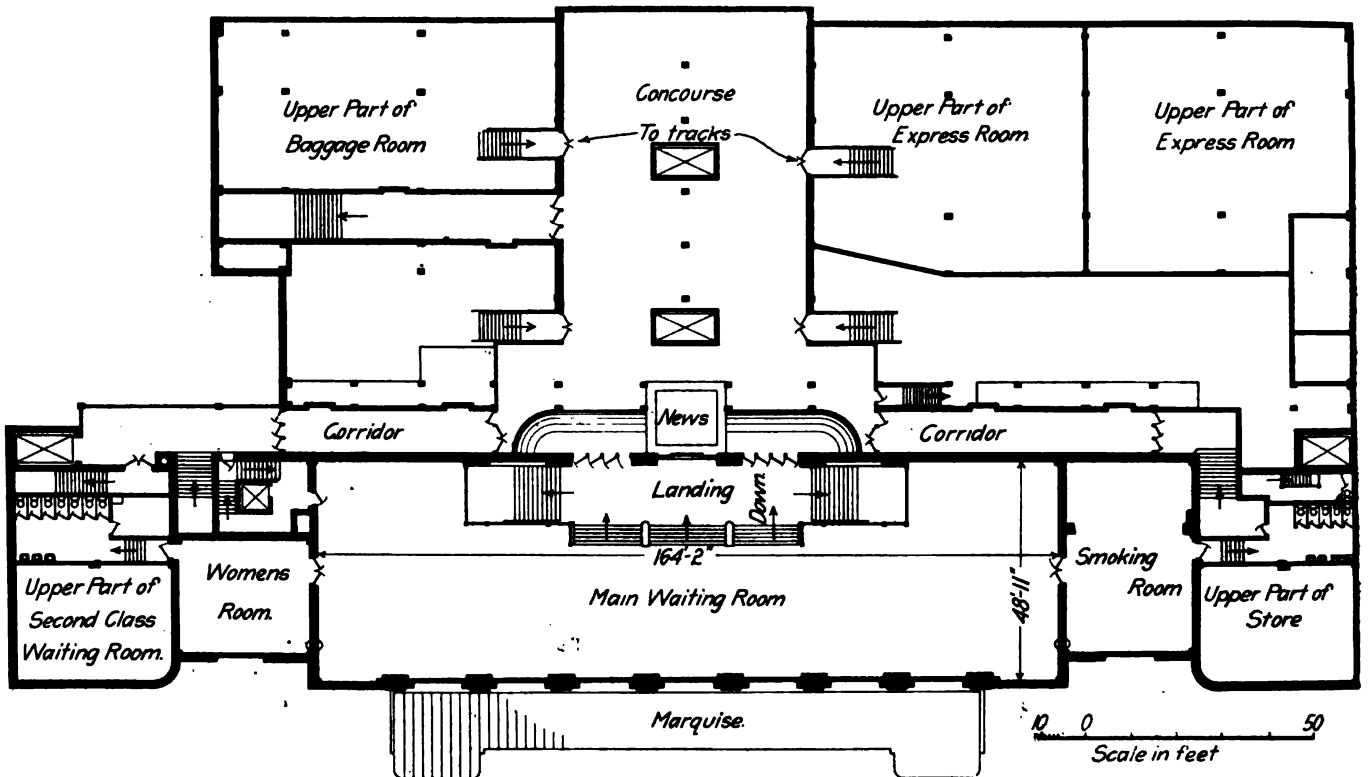 Upper Part of
Baggage Room
Concourse
To tracks
Upper Part of
Express Room
Upper Part of
Express Room
News
Corridor
Corridor
Landing
Down
164'-2"
48'-11"
Main Waiting Room
Womens
Room.
Smoking
Room
Upper Part of
Second Class
Waiting Room.
Upper Part of
Store
Marquise.
10 0 50
Scale in feet